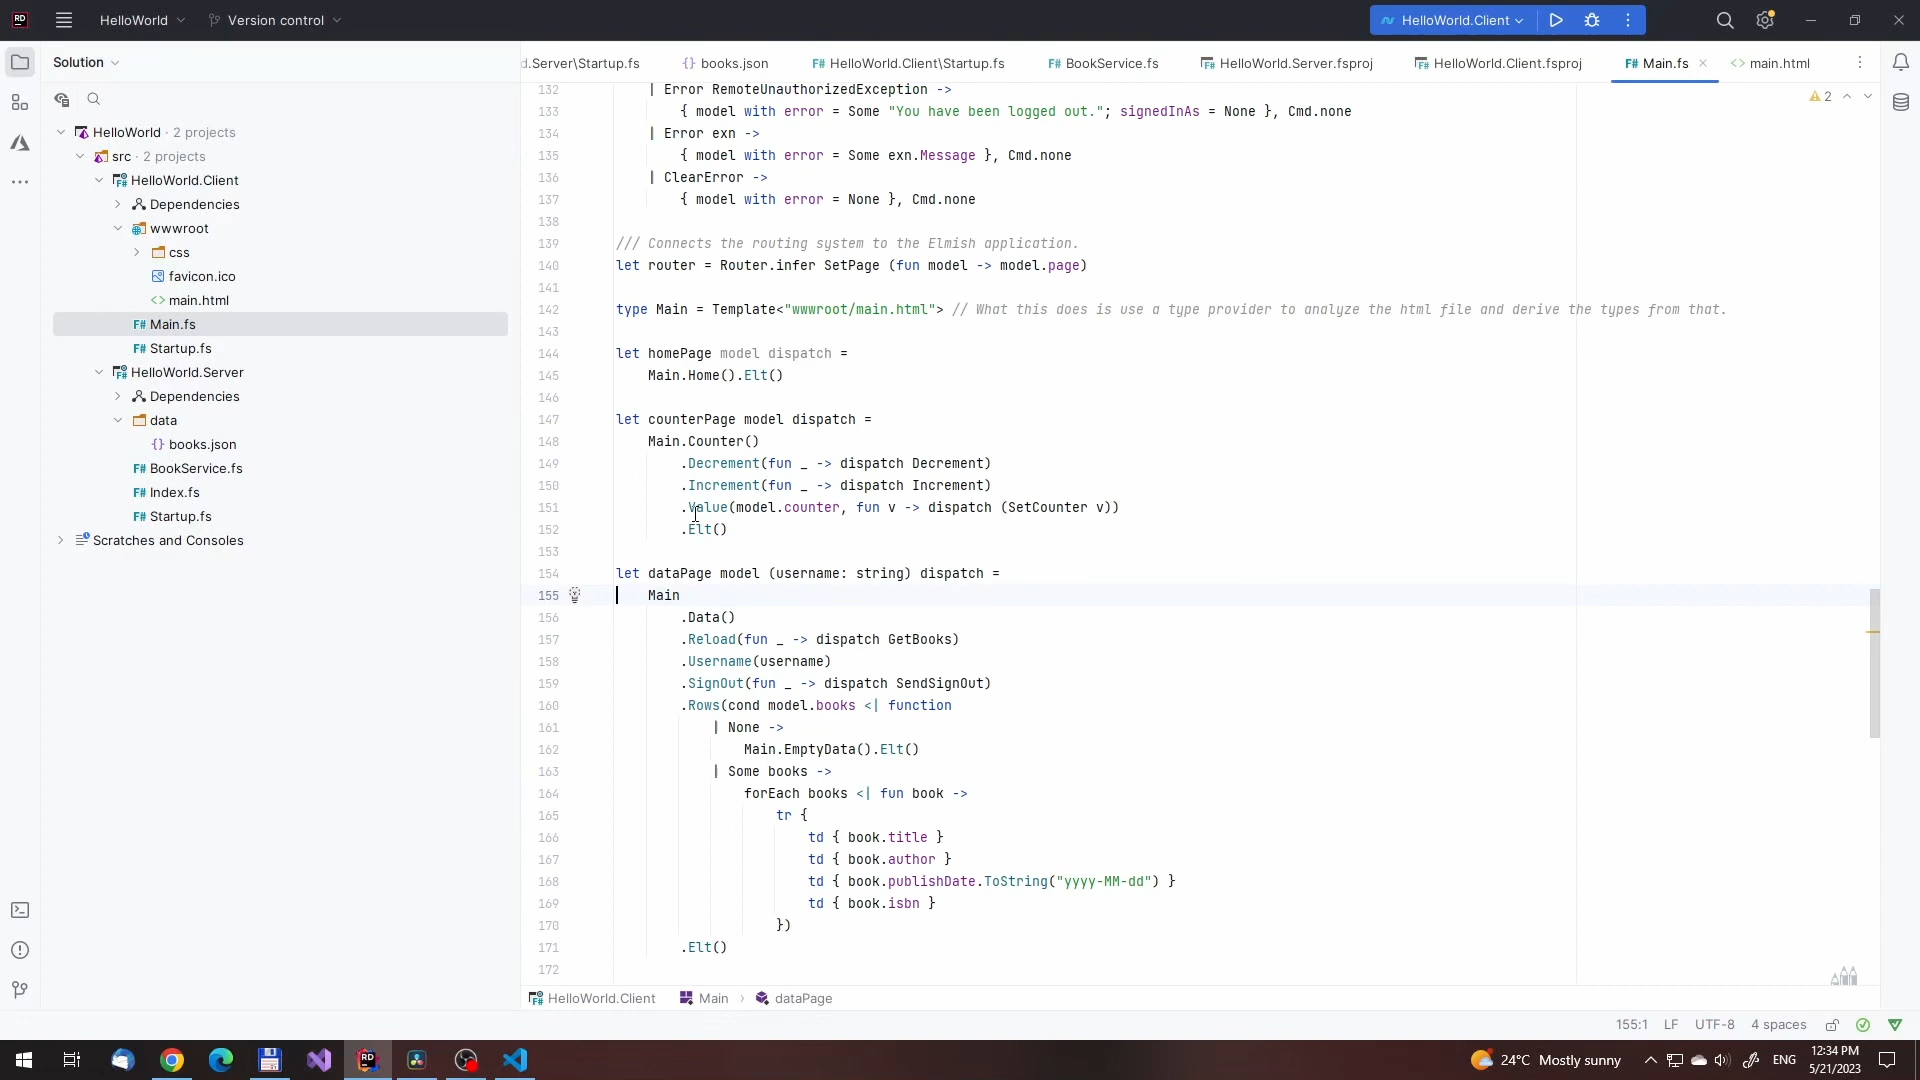 RD HelloWorld Version control HelloWorld.Client
Solution
d.Server\Startup.fs {} books.json F# HelloWorld.Client\Startup.fs F# BookService.fs HelloWorld.Server.fsproj HelloWorld.Client.fsproj F# Main.fs <> main.html
HelloWorld · 2 projects
src · 2 projects
HelloWorld.Client
Dependencies
wwwroot
css
favicon.ico
<> main.html
F# Main.fs
F# Startup.fs
HelloWorld.Server
Dependencies
data
{} books.json
F# BookService.fs
F# Index.fs
F# Startup.fs
Scratches and Consoles
2
132 | Error RemoteUnauthorizedException ->
133 { model with error = Some "You have been logged out."; signedInAs = None }, Cmd.none
134 | Error exn ->
135 { model with error = Some exn.Message }, Cmd.none
136 | ClearError ->
137 { model with error = None }, Cmd.none
138
139 /// Connects the routing system to the Elmish application.
140 let router = Router.infer SetPage (fun model -> model.page)
141
142 type Main = Template<"wwwroot/main.html"> // What this does is use a type provider to analyze the html file and derive the types from that.
143
144 let homePage model dispatch =
145 Main.Home().Elt()
146
147 let counterPage model dispatch =
148 Main.Counter()
149 .Decrement(fun _ -> dispatch Decrement)
150 .Increment(fun _ -> dispatch Increment)
151 .Value(model.counter, fun v -> dispatch (SetCounter v))
152 .Elt()
153
154 let dataPage model (username: string) dispatch =
155 Main
156 .Data()
157 .Reload(fun _ -> dispatch GetBooks)
158 .Username(username)
159 .SignOut(fun _ -> dispatch SendSignOut)
160 .Rows(cond model.books <| function
161 | None ->
162 Main.EmptyData().Elt()
163 | Some books ->
164 forEach books <| fun book ->
165 tr {
166 td { book.title }
167 td { book.author }
168 td { book.publishDate.ToString("yyyy-MM-dd") }
169 td { book.isbn }
170 })
171 .Elt()
172
HelloWorld.Client Main > dataPage
155:1 LF UTF-8 4 spaces
RD 24°C Mostly sunny ENG 12:34 PM
5/21/2023